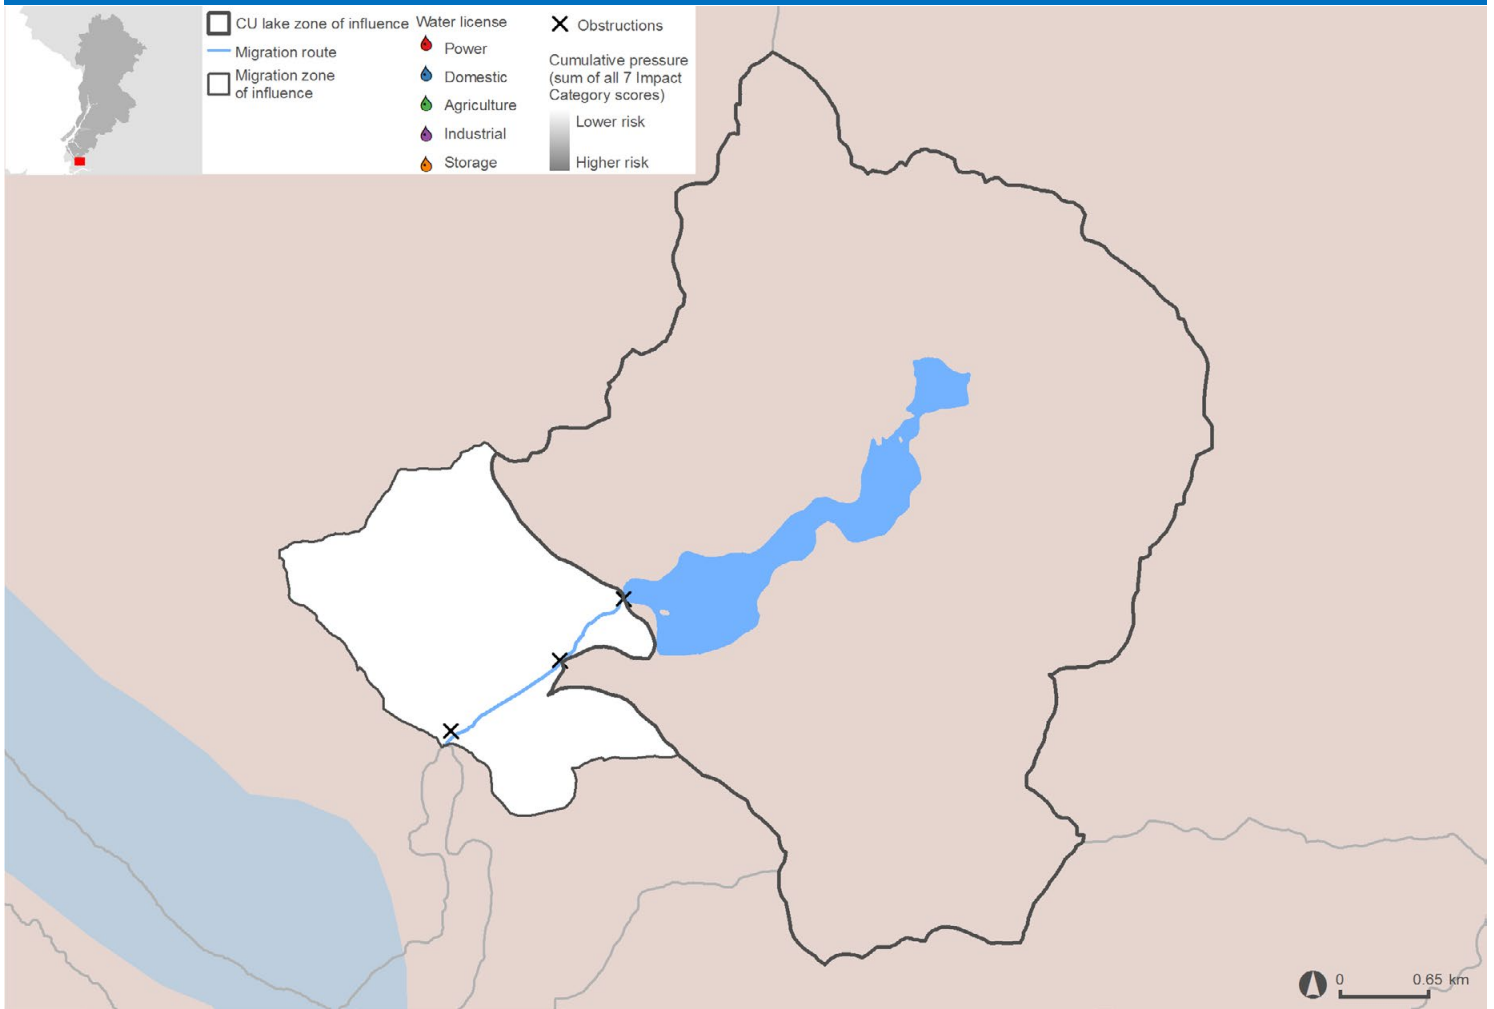 CU lake zone of influence
Migration route
Migration zone
of influence
Water license
Power
Domestic
Agriculture
Industrial
Storage
Obstructions
Cumulative pressure
(sum of all 7 Impact
Category scores)
Lower risk
Higher risk
0 0.65 km